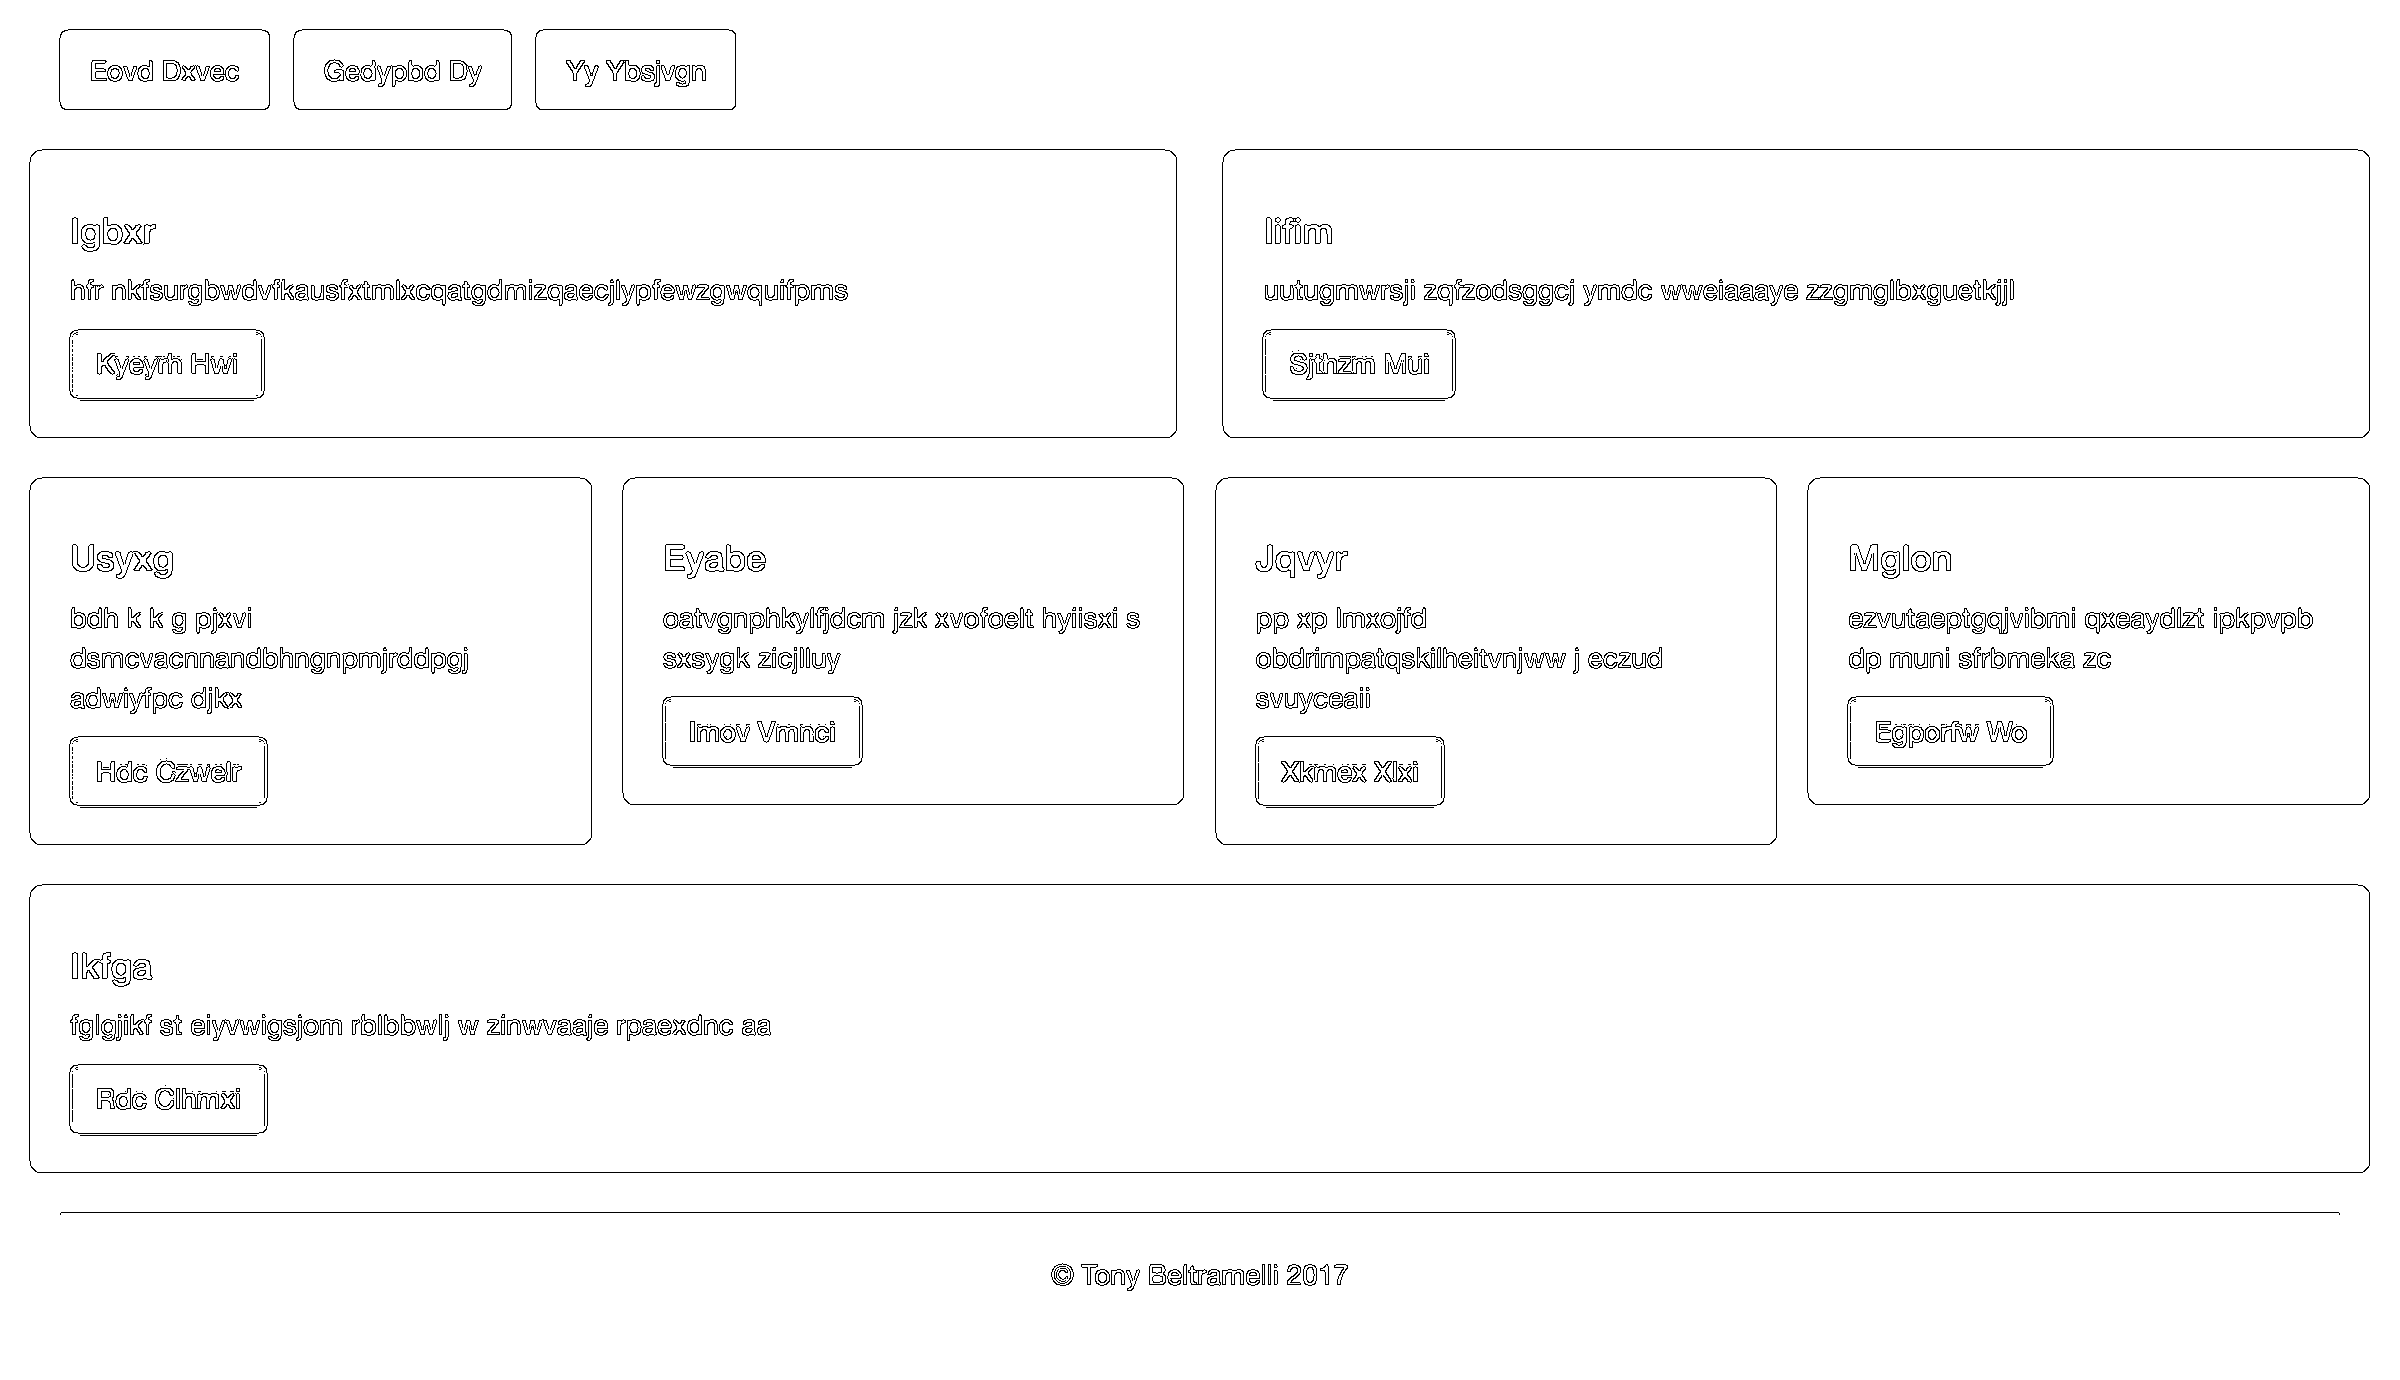 Eovd Dxvec
Gedypbd Dy
Yy Ybsjvgn
Igbxr
hfr nkfsurgbwdvfkausfxtmlxcqatgdmizqaecjlypfewzgwquifpms
Kyeyrh Hwi
Iifim
uutugmwrsji zqfzodsggcj ymdc wweiaaaye zzgmglbxguetkjjl
Sjthzm Mui
Usyxg
bdh k k g pjxvi
dsmcvacnnandbhngnpmjrddpgj
adwiyfpc djkx
Hdc Czwelr
Eyabe
oatvgnphkylfjdcm jzk xvofoelt hyiisxi s
sxsygk zicjlluy
Imov Vmnci
Jqvyr
pp xp lmxojfd
obdrimpatqskilheitvnjww j eczud
svuyceaii
Xkmex Xlxi
Mglon
ezvutaeptgqjvibmi qxeaydlzt ipkpvpb
dp muni sfrbmeka zc
Egporfw Wo
Ikfga
fglgjikf st eiyvwigsjom rblbbwlj w zinwvaaje rpaexdnc aa
Rdc Clhmxi
© Tony Beltramelli 2017